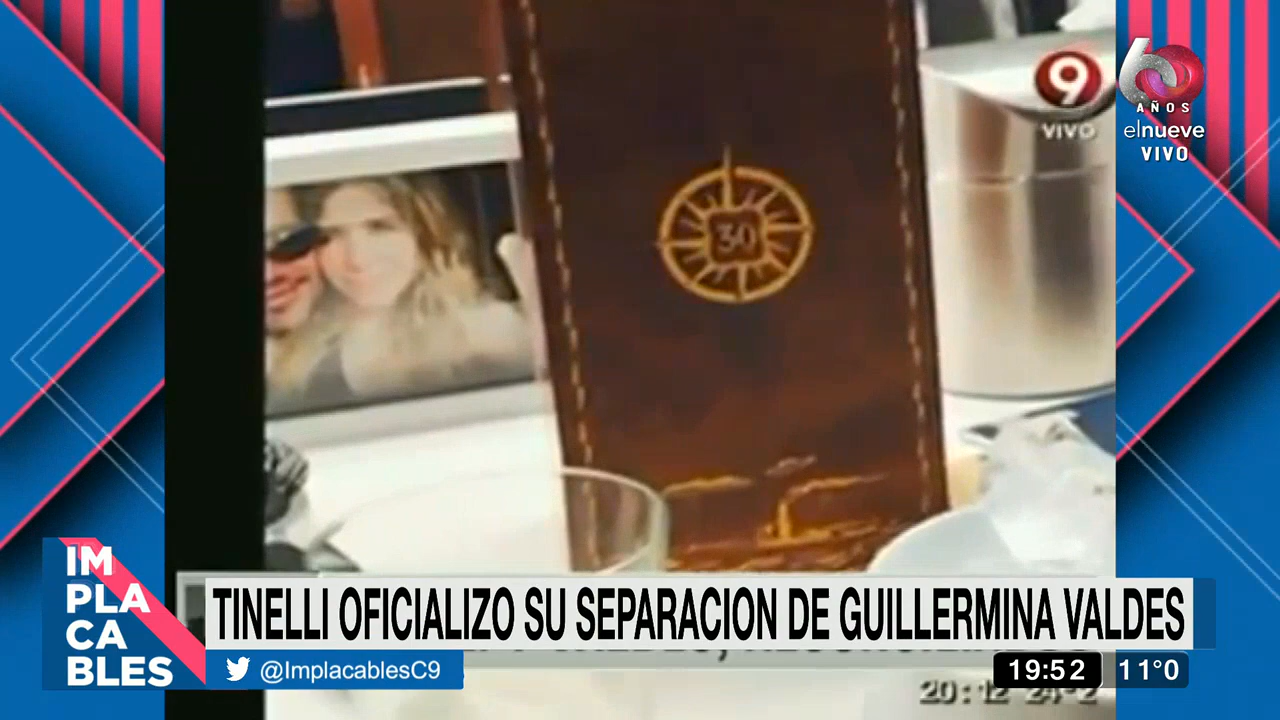 9
VIVO
60
AÑOS
elnueve
VIVO
30
IM
PLA
CA
BLES
TINELLI OFICIALIZO SU SEPARACION DE GUILLERMINA VALDES
@ImplacablesC9
19:52 11°0